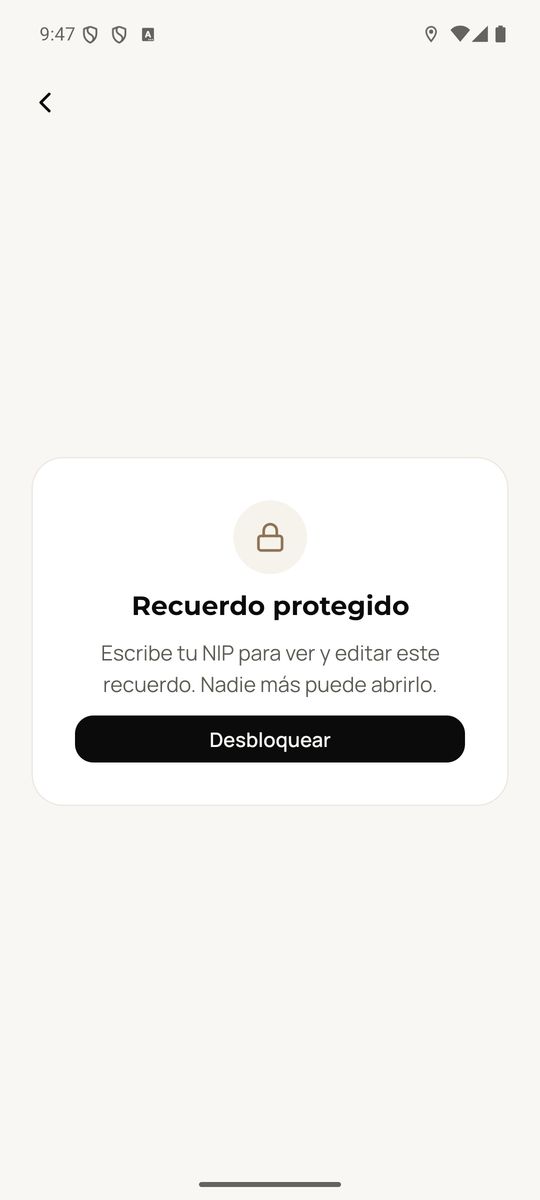 9:47
Recuerdo protegido
Escribe tu NIP para ver y editar este
recuerdo. Nadie más puede abrirlo.
Desbloquear